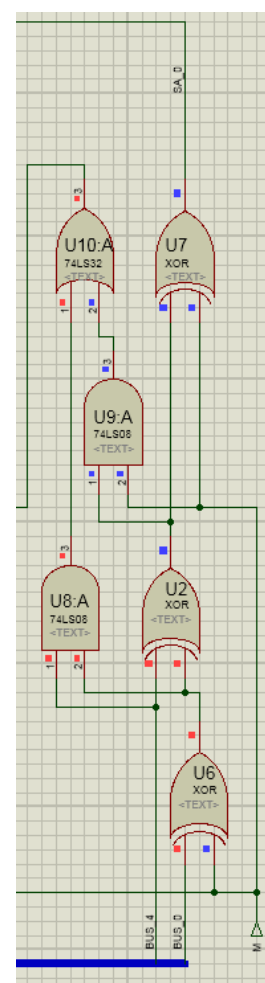 SA_0
3
U10:A
74LS32
<TEXT>
1
2
U7
XOR
<TEXT>
3
U9:A
74LS08
<TEXT>
1
2
3
U8:A
74LS08
<TEXT>
1
2
U2
XOR
<TEXT>
U6
XOR
<TEXT>
BUS_4
BUS_0
M